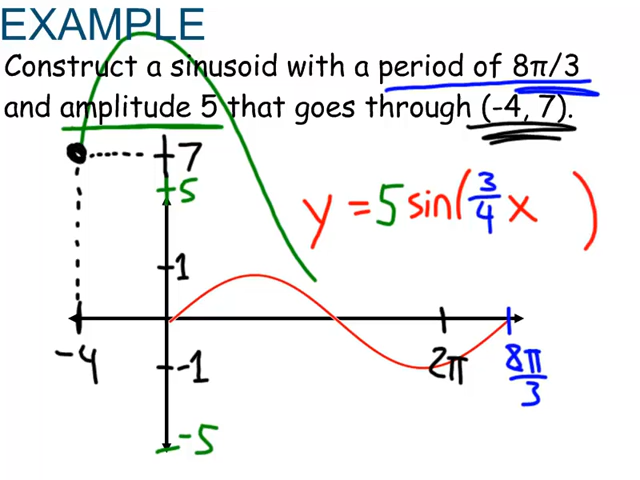 EXAMPLE
Construct a sinusoid with a period of 8π/3
and amplitude 5 that goes through (-4, 7).
7
+5
y = 5 sin( 3/4 x )
1
-4
-1
2π
8π/3
-5